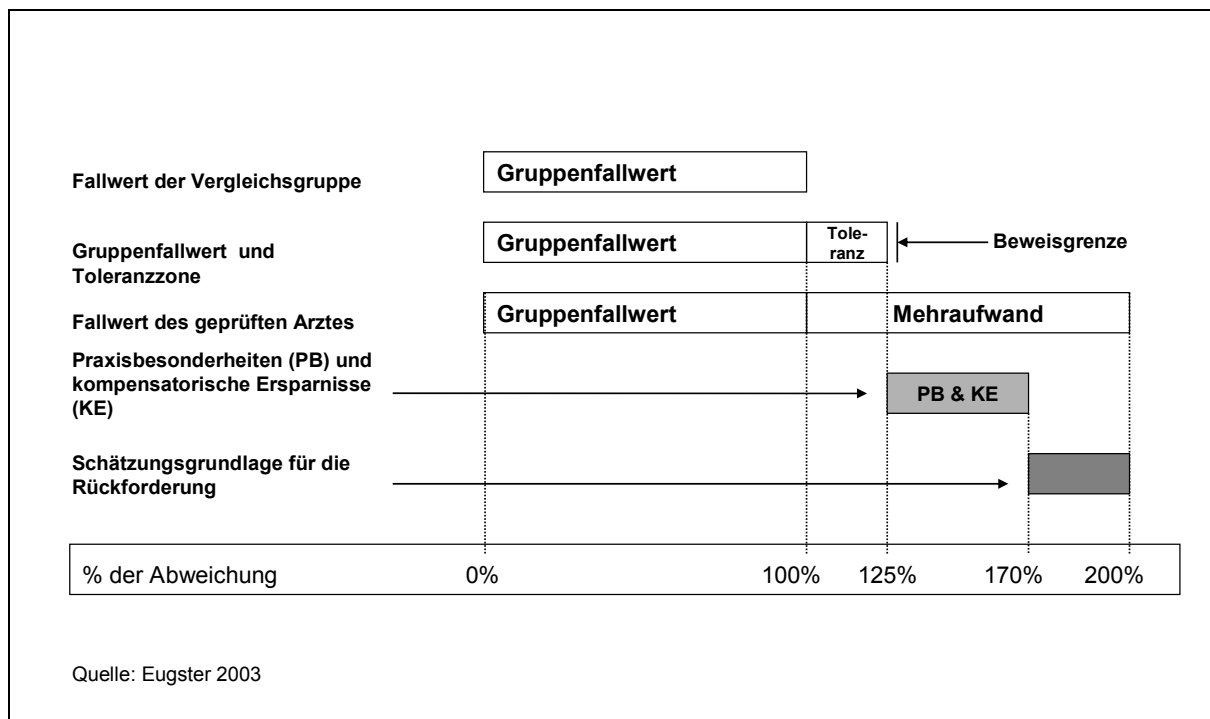 Fallwert der Vergleichsgruppe
Gruppenfallwert
Gruppenfallwert und
Toleranzzone
Gruppenfallwert
Tole-
ranz
Beweisgrenze
Fallwert des geprüften Arztes
Gruppenfallwert
Mehraufwand
Praxisbesonderheiten (PB) und
kompensatorische Ersparnisse
(KE)
PB & KE
Schätzungsgrundlage für die
Rückforderung
% der Abweichung 0% 100% 125% 170% 200%
Quelle: Eugster 2003